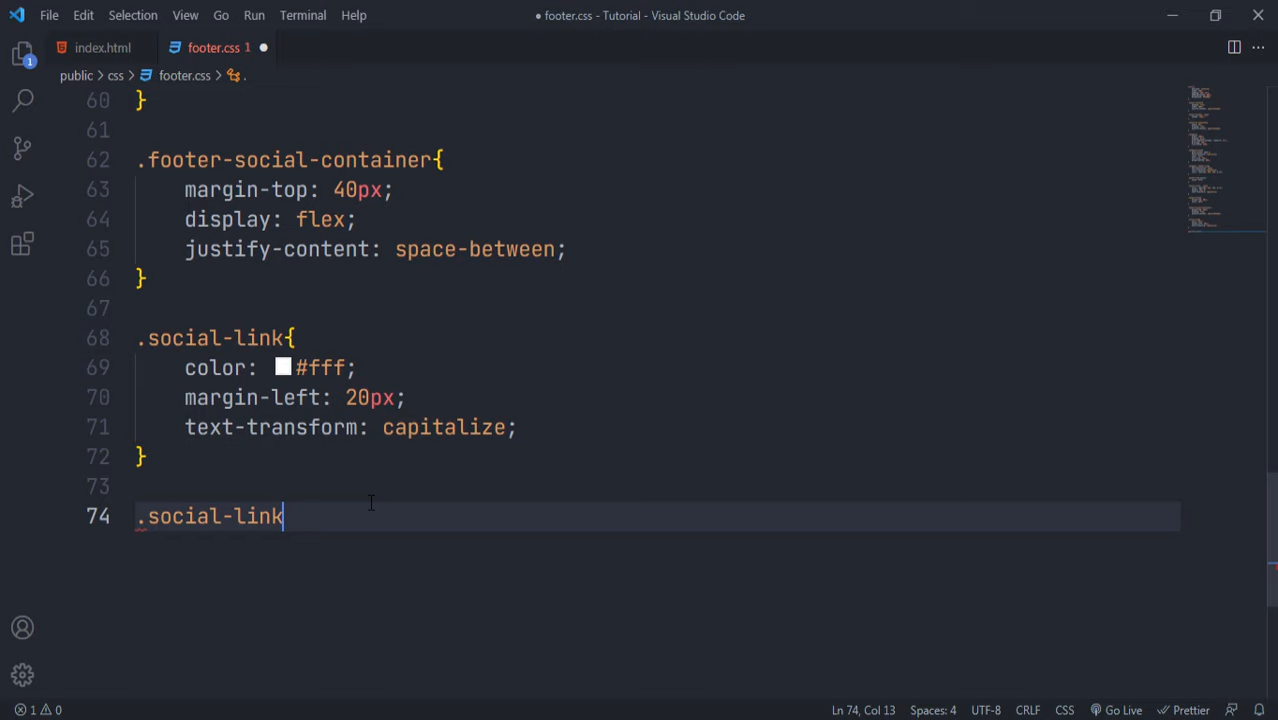 File Edit Selection View Go Run Terminal Help
● footer.css - Tutorial - Visual Studio Code
index.html
footer.css 1 ●
public > css > footer.css > .
1
60 }
61
62 .footer-social-container{
63 margin-top: 40px;
64 display: flex;
65 justify-content: space-between;
66 }
67
68 .social-link{
69 color: #fff;
70 margin-left: 20px;
71 text-transform: capitalize;
72 }
73
74 .social-link
1 0 Ln 74, Col 13 Spaces: 4 UTF-8 CRLF CSS Go Live Prettier